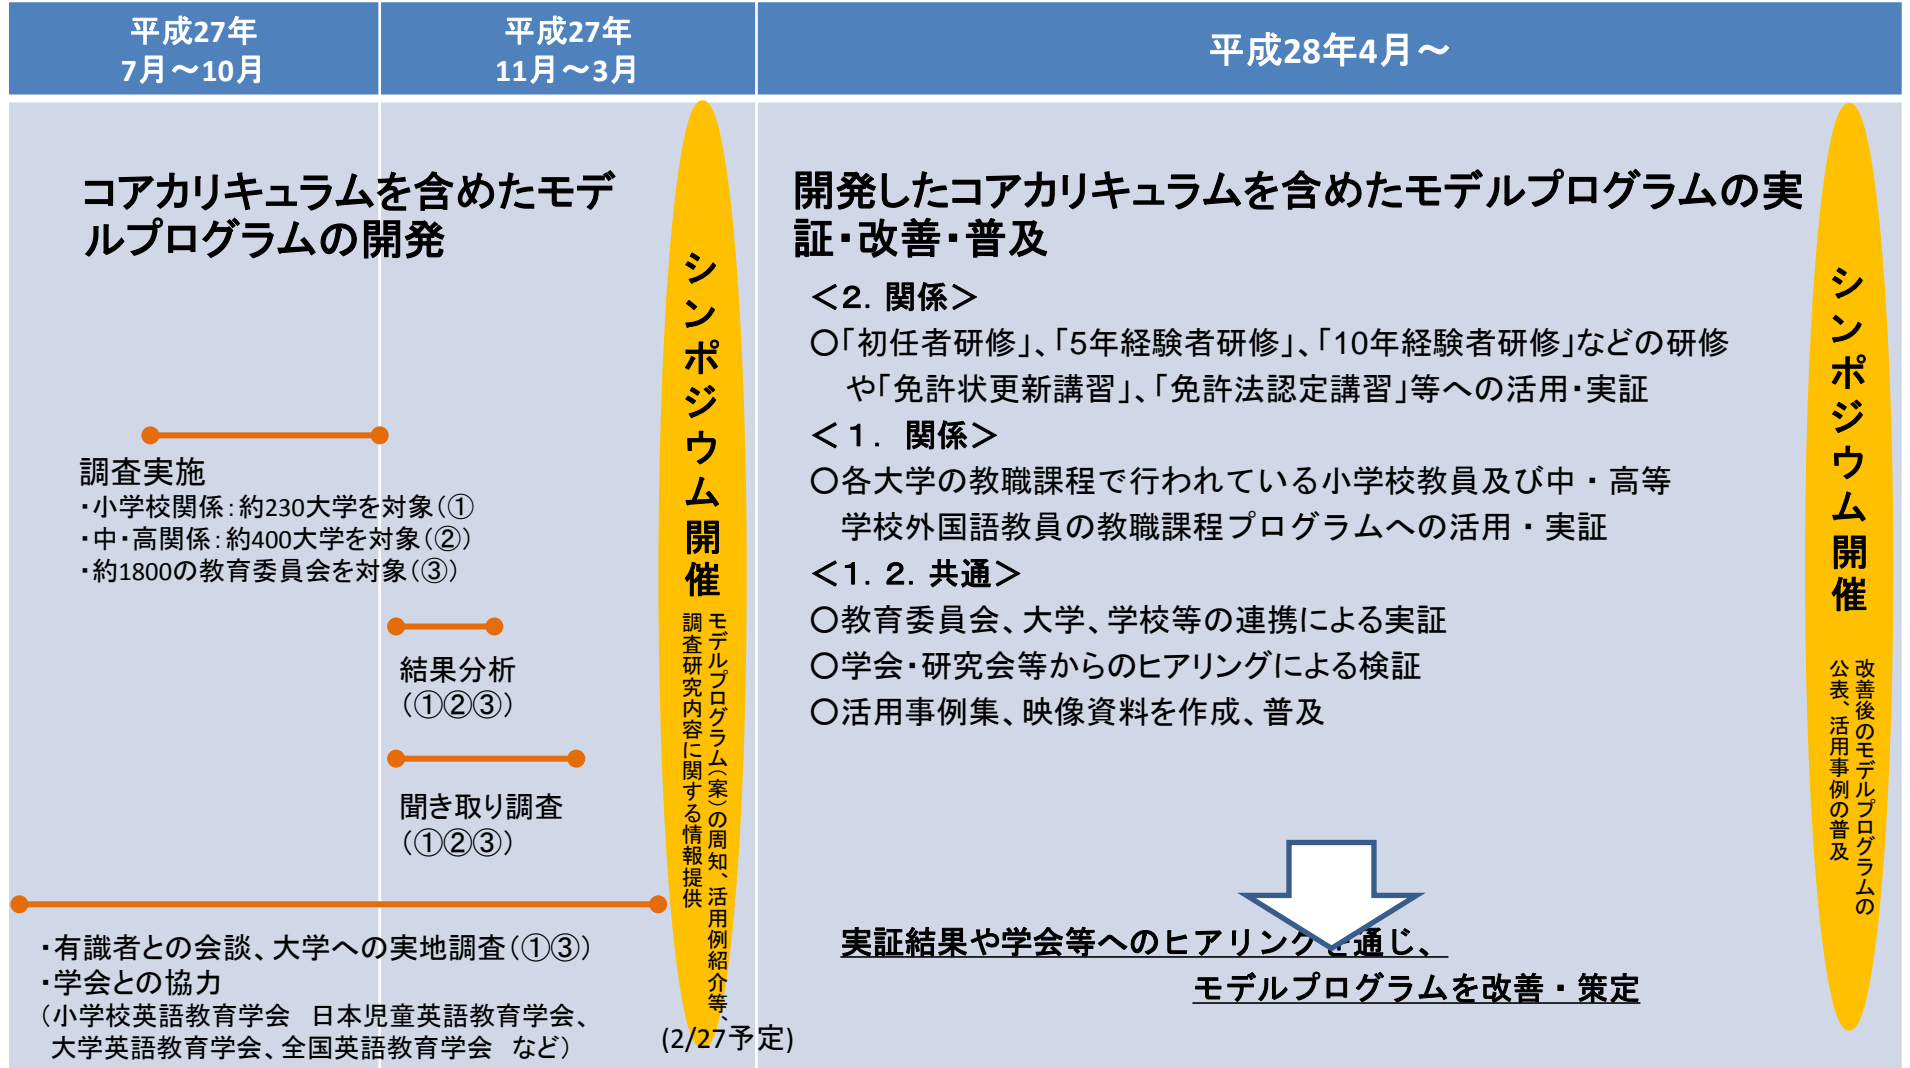 平成27年
7月～10月
平成27年
11月～3月
平成28年4月～
コアカリキュラムを含めたモデ
ルプログラムの開発
調査実施
・小学校関係：約230大学を対象（①
・中・高関係：約400大学を対象（②）
・約1800の教育委員会を対象（③）
結果分析
（①②③）
聞き取り調査
（①②③）
・有識者との会談、大学への実地調査（①③）
・学会との協力
（小学校英語教育学会　日本児童英語教育学会、
大学英語教育学会、全国英語教育学会　など）
シンポジウム開催
モデルプログラム（案）の周知、活用例紹介等、
調査研究内容に関する情報提供
(2/27予定)
開発したコアカリキュラムを含めたモデルプログラムの実
証・改善・普及
＜２．関係＞
○「初任者研修」、「5年経験者研修」、「10年経験者研修」などの研修
や「免許状更新講習」、「免許法認定講習」等への活用・実証
＜１． 関係＞
○各大学の教職課程で行われている小学校教員及び中・高等
学校外国語教員の教職課程プログラムへの活用・実証
＜１．２．共通＞
○教育委員会、大学、学校等の連携による実証
○学会・研究会等からのヒアリングによる検証
○活用事例集、映像資料を作成、普及
実証結果や学会等へのヒアリングを通じ、
モデルプログラムを改善・策定
シンポジウム開催
改善後のモデルプログラムの
公表、活用事例の普及